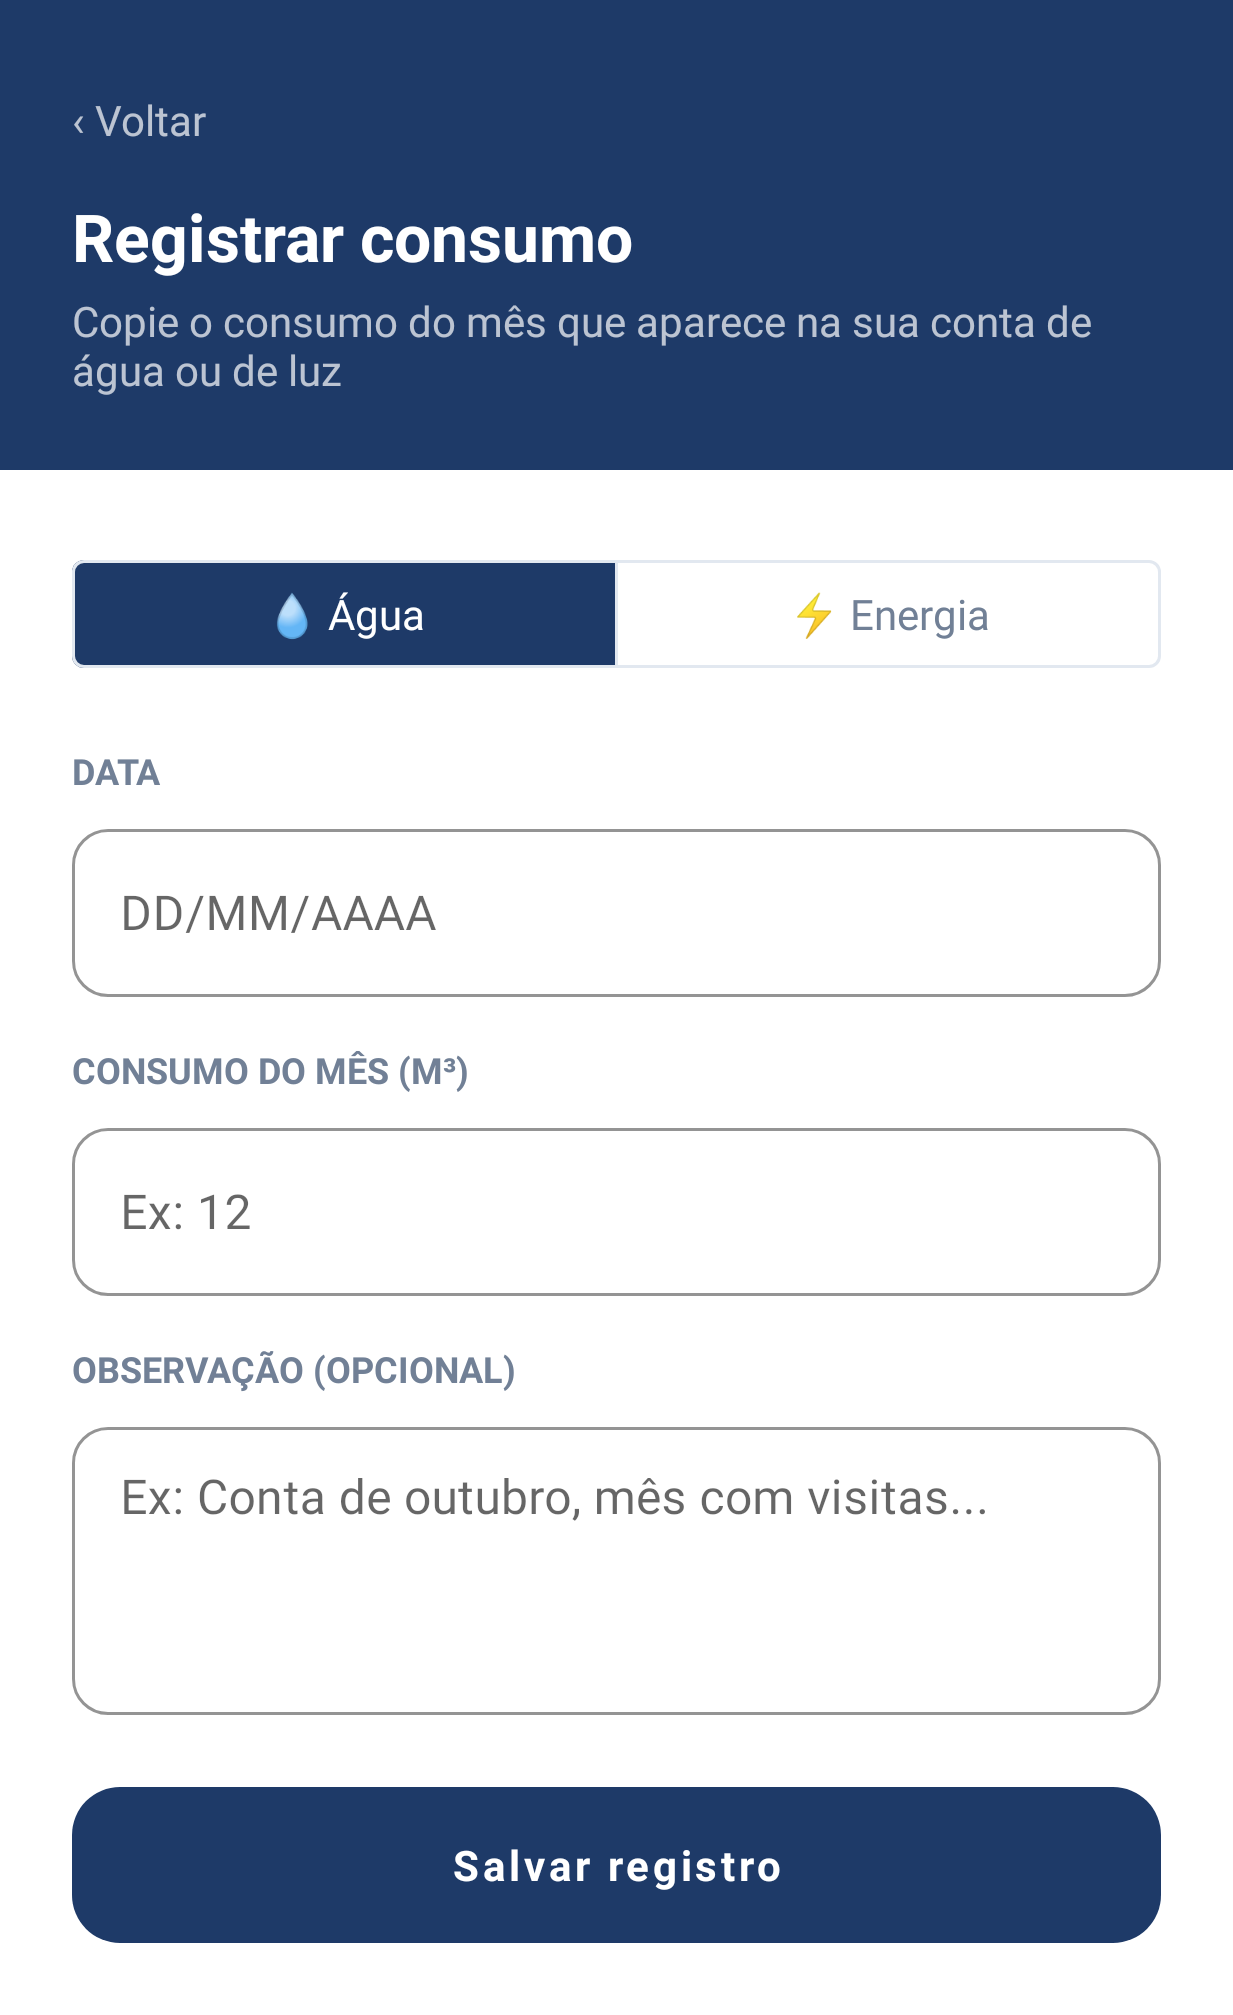 ‹ Voltar
Registrar consumo
Copie o consumo do mês que aparece na sua conta de
água ou de luz
💧 Água
⚡ Energia
DATA
DD/MM/AAAA
CONSUMO DO MÊS (M³)
Ex: 12
OBSERVAÇÃO (OPCIONAL)
Ex: Conta de outubro, mês com visitas...
Salvar registro